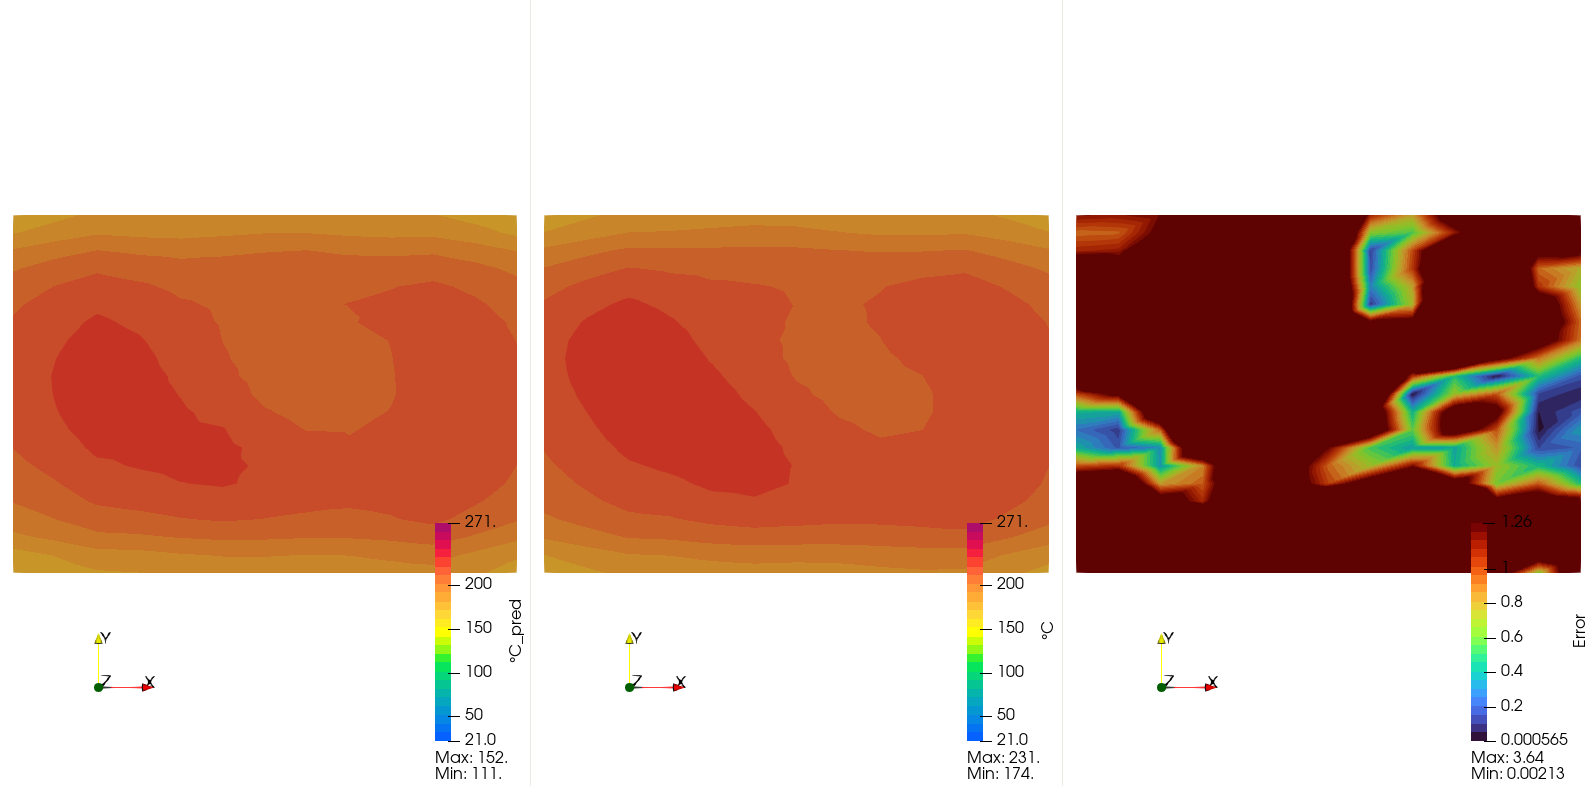 271.
200
150
100
50
21.0
°C_pred
Max: 152.
Min: 111.
Y
Z
X
271.
200
150
100
50
21.0
°C
Max: 231.
Min: 174.
Y
Z
X
1.26
1
0.8
0.6
0.4
0.2
0.000565
Error
Max: 3.64
Min: 0.00213
Y
Z
X